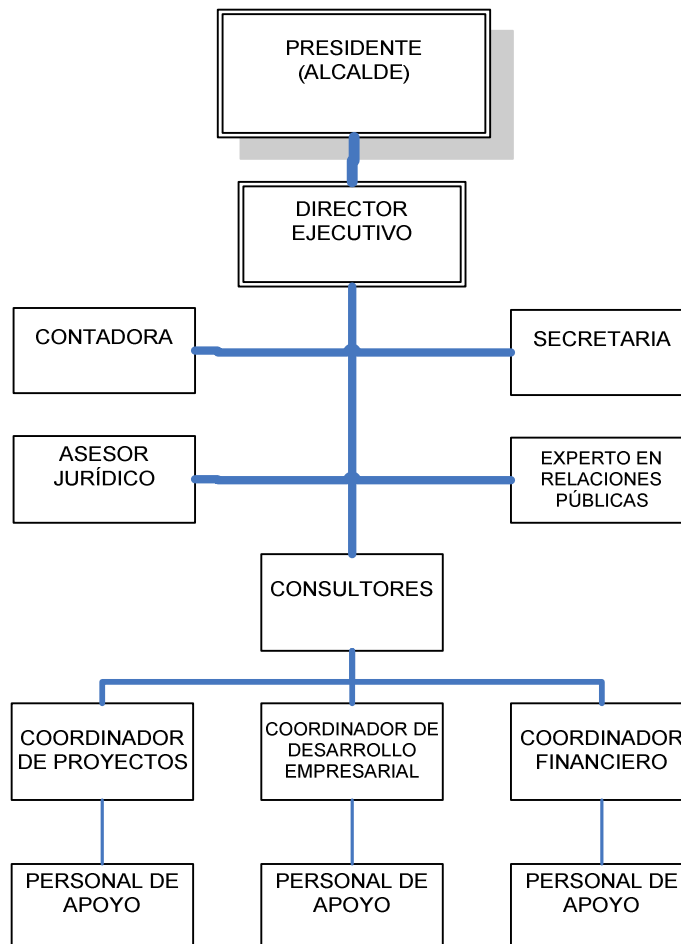 PRESIDENTE
(ALCALDE)
DIRECTOR
EJECUTIVO
CONTADORA
SECRETARIA
ASESOR
JURÍDICO
EXPERTO EN
RELACIONES
PÚBLICAS
CONSULTORES
COORDINADOR
DE PROYECTOS
COORDINADOR DE
DESARROLLO
EMPRESARIAL
COORDINADOR
FINANCIERO
PERSONAL DE
APOYO
PERSONAL DE
APOYO
PERSONAL DE
APOYO